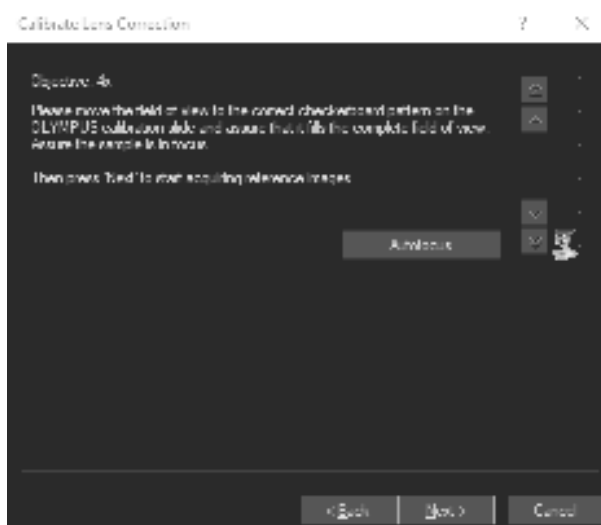 Calibrate Lens Correction
Objective: 4x
Please move the field of view to the correct checkerboard pattern on the
OLYMPUS calibration slide and assure that it fills the complete field of view.
Assure the sample is in focus.
Then press 'Next' to start acquiring reference images
Autofocus
< Back Next > Cancel